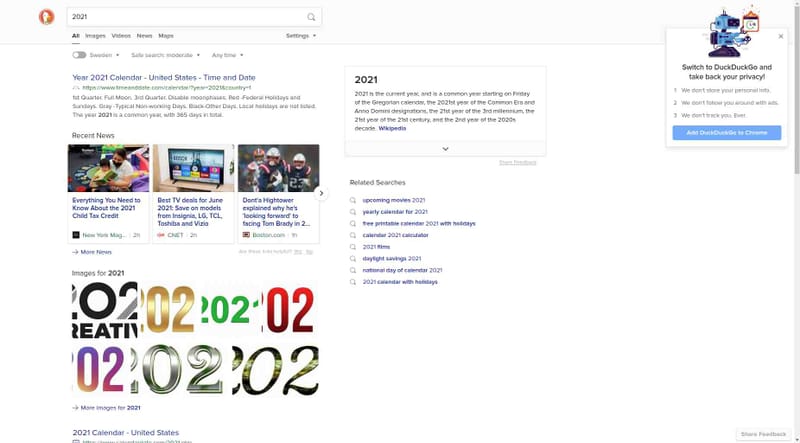 2021
All Images Videos News Maps Settings
Sweden Safe search: moderate Any time
Year 2021 Calendar - United States - Time and Date
https://www.timeanddate.com/calendar/?year=2021&country=1
1st Quarter. Full Moon. 3rd Quarter. Disable moonphases. Red -Federal Holidays and
Sundays. Gray -Typical Non-working Days. Black-Other Days. Local holidays are not listed.
The year 2021 is a common year, with 365 days in total.
Recent News
Everything You Need to
Know About the 2021
Child Tax Credit
New York Mag... 2h
Best TV deals for June
2021: Save on models
from Insignia, LG, TCL,
Toshiba and Vizio
CNET 2h
Dont'a Hightower
explained why he's
'looking forward' to
facing Tom Brady in 2...
Boston.com 1h
More News
Are these links helpful? Yes No
Images for 2021
202
CREATIV
202
2021
202
202
202
202
More Images for 2021
2021 Calendar - United States
2021
2021 is the current year, and is a common year starting on Friday
of the Gregorian calendar, the 2021st year of the Common Era and
Anno Domini designations, the 21st year of the 3rd millennium, the
21st year of the 21st century, and the 2nd year of the 2020s
decade. Wikipedia
Share Feedback
Related Searches
upcoming movies 2021
yearly calendar for 2021
free printable calendar 2021 with holidays
calendar 2021 calculator
2021 films
daylight savings 2021
national day of calendar 2021
2021 calendar with holidays
Switch to DuckDuckGo and
take back your privacy!
1 We don't store your personal info.
2 We don't follow you around with ads.
3 We don't track you. Ever.
Add DuckDuckGo to Chrome
Share Feedback